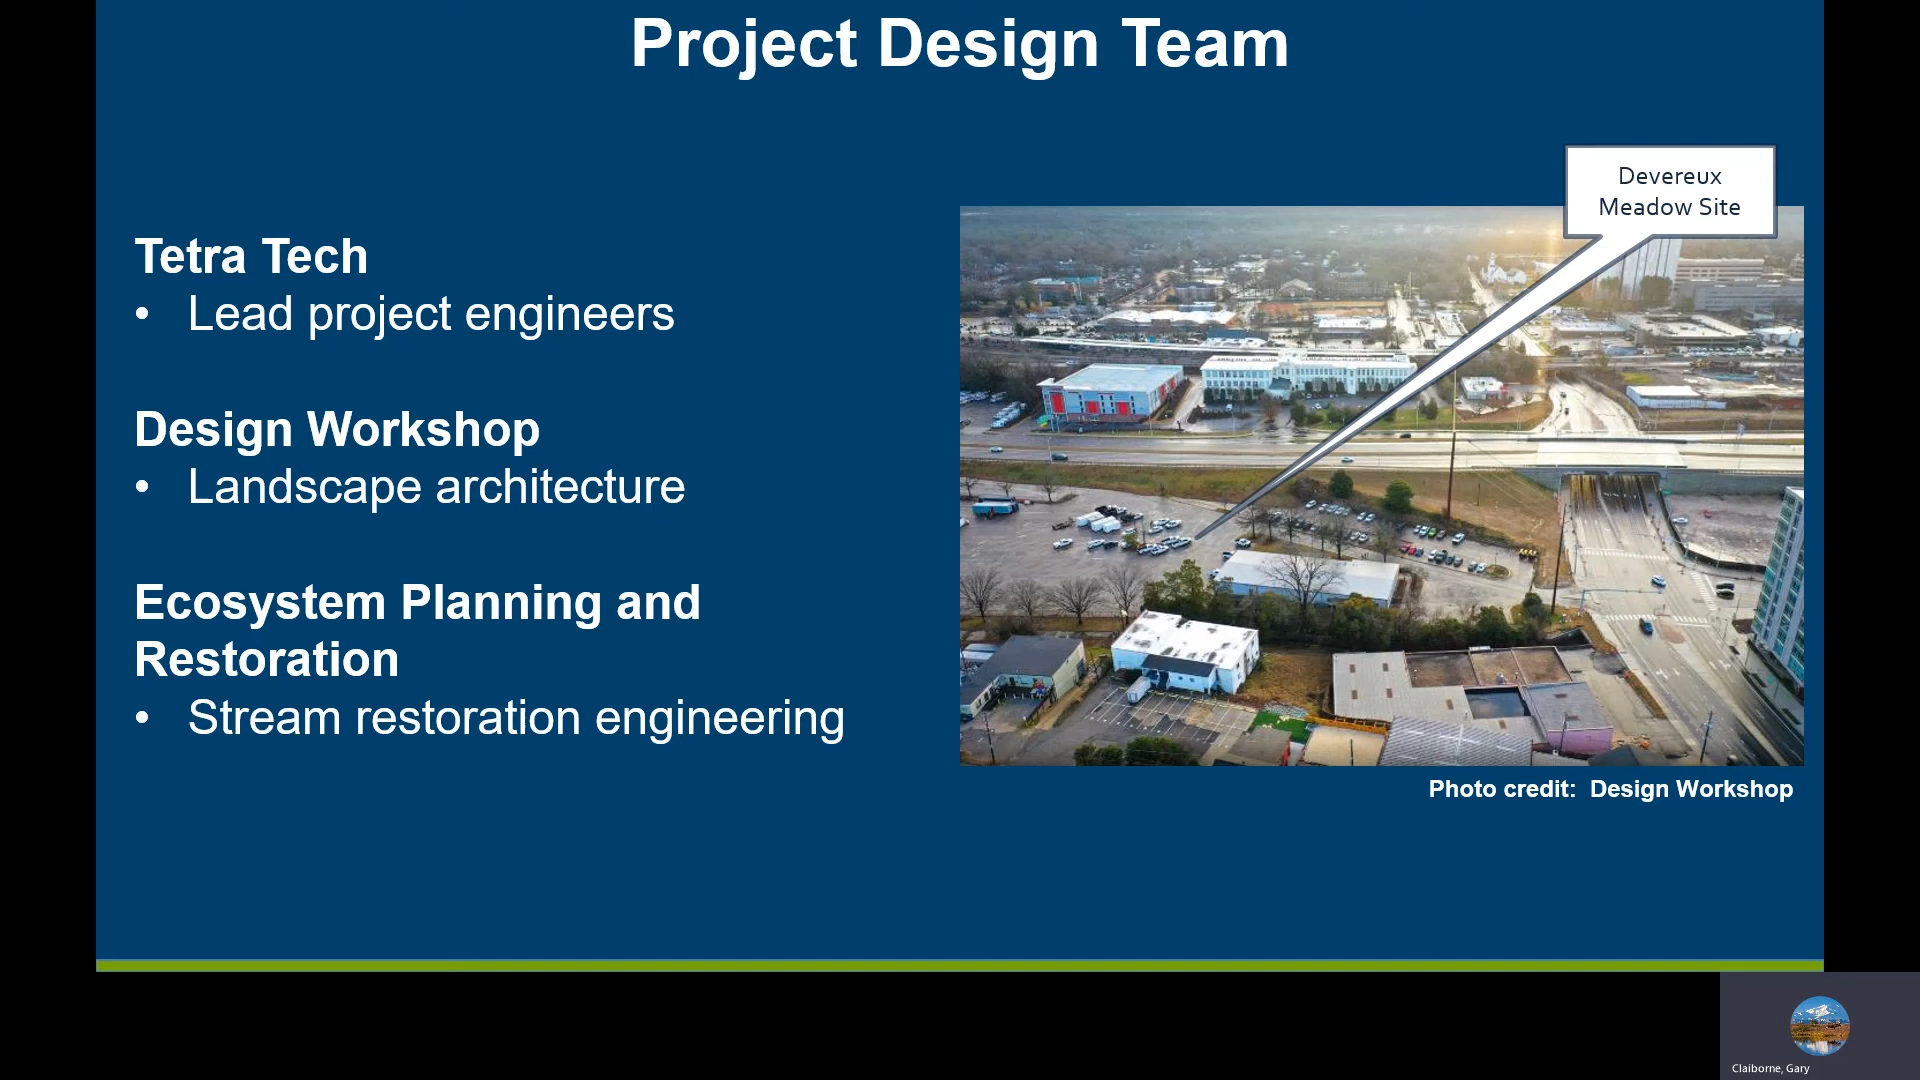 Project Design Team
Devereux
Meadow Site
Tetra Tech
• Lead project engineers
Design Workshop
• Landscape architecture
Ecosystem Planning and
Restoration
• Stream restoration engineering
Photo credit: Design Workshop
Claiborne, Gary